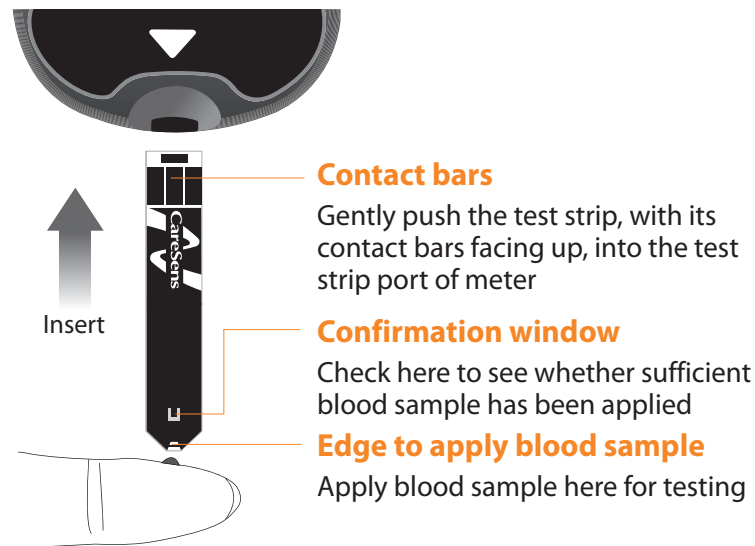 Contact bars
Gently push the test strip, with its
contact bars facing up, into the test
strip port of meter
CareSens
N
Insert
Confirmation window
Check here to see whether sufficient
blood sample has been applied
Edge to apply blood sample
Apply blood sample here for testing